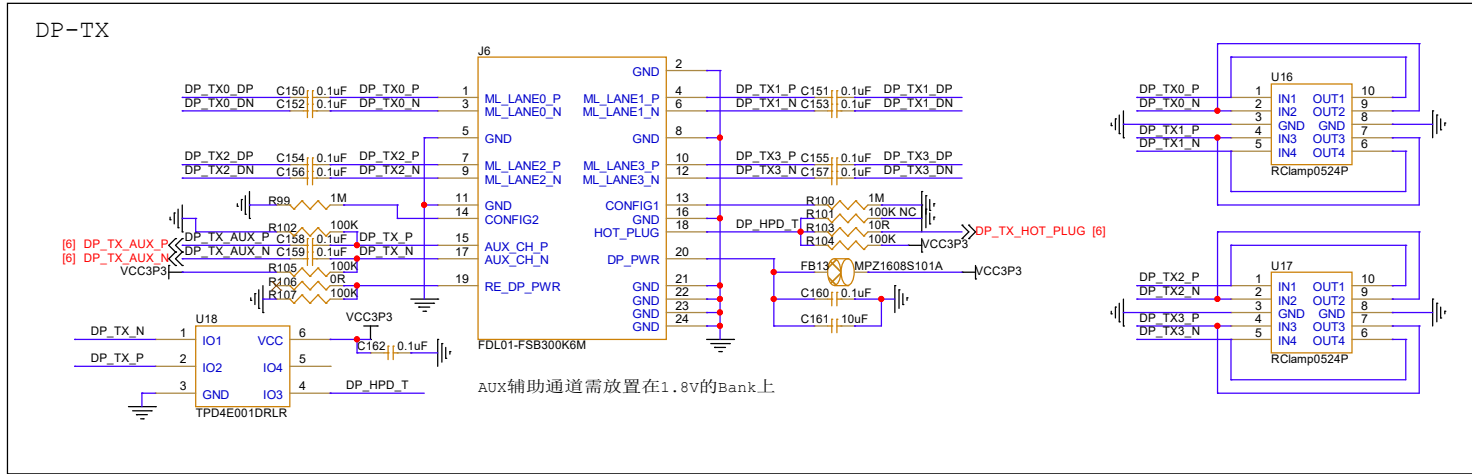 DP-TX
J6
DP_TX0_DP C150 0.1uF DP_TX0_P 1 ML_LANE0_P
DP_TX0_DN C152 0.1uF DP_TX0_N 3 ML_LANE0_N
5 GND
DP_TX2_DP C154 0.1uF DP_TX2_P 7 ML_LANE2_P
DP_TX2_DN C156 0.1uF DP_TX2_N 9 ML_LANE2_N
R99 1M 11 GND
14 CONFIG2
R102 100K
[6] DP_TX_AUX_P DP_TX_AUX_P C158 0.1uF DP_TX_P 15 AUX_CH_P
[6] DP_TX_AUX_N DP_TX_AUX_N C159 0.1uF DP_TX_N 17 AUX_CH_N
VCC3P3 R105 100K
R106 0R 19 RE_DP_PWR
R107 100K
GND 2
ML_LANE1_P 4 DP_TX1_P C151 0.1uF DP_TX1_DP
ML_LANE1_N 6 DP_TX1_N C153 0.1uF DP_TX1_DN
GND 8
ML_LANE3_P 10 DP_TX3_P C155 0.1uF DP_TX3_DP
ML_LANE3_N 12 DP_TX3_N C157 0.1uF DP_TX3_DN
CONFIG1 13 R100 1M
GND 16 R101 100K NC
HOT_PLUG 18 DP_HPD_T R103 10R DP_TX_HOT_PLUG [6]
R104 100K VCC3P3
DP_PWR 20 FB13 MPZ1608S101A VCC3P3
GND 21 C160 0.1uF
GND 22
GND 23 C161 10uF
GND 24
FDL01-FSB300K6M
AUX辅助通道需放置在1.8V的Bank上
U18
DP_TX_N 1 IO1 VCC 6 VCC3P3
C162 0.1uF
DP_TX_P 2 IO2 IO4 5
3 GND IO3 4 DP_HPD_T
TPD4E001DRLR
U16
DP_TX0_P 1 IN1 OUT1 10
DP_TX0_N 2 IN2 OUT2 9
3 GND GND 8
DP_TX1_P 4 IN3 OUT3 7
DP_TX1_N 5 IN4 OUT4 6
RClamp0524P
U17
DP_TX2_P 1 IN1 OUT1 10
DP_TX2_N 2 IN2 OUT2 9
3 GND GND 8
DP_TX3_P 4 IN3 OUT3 7
DP_TX3_N 5 IN4 OUT4 6
RClamp0524P